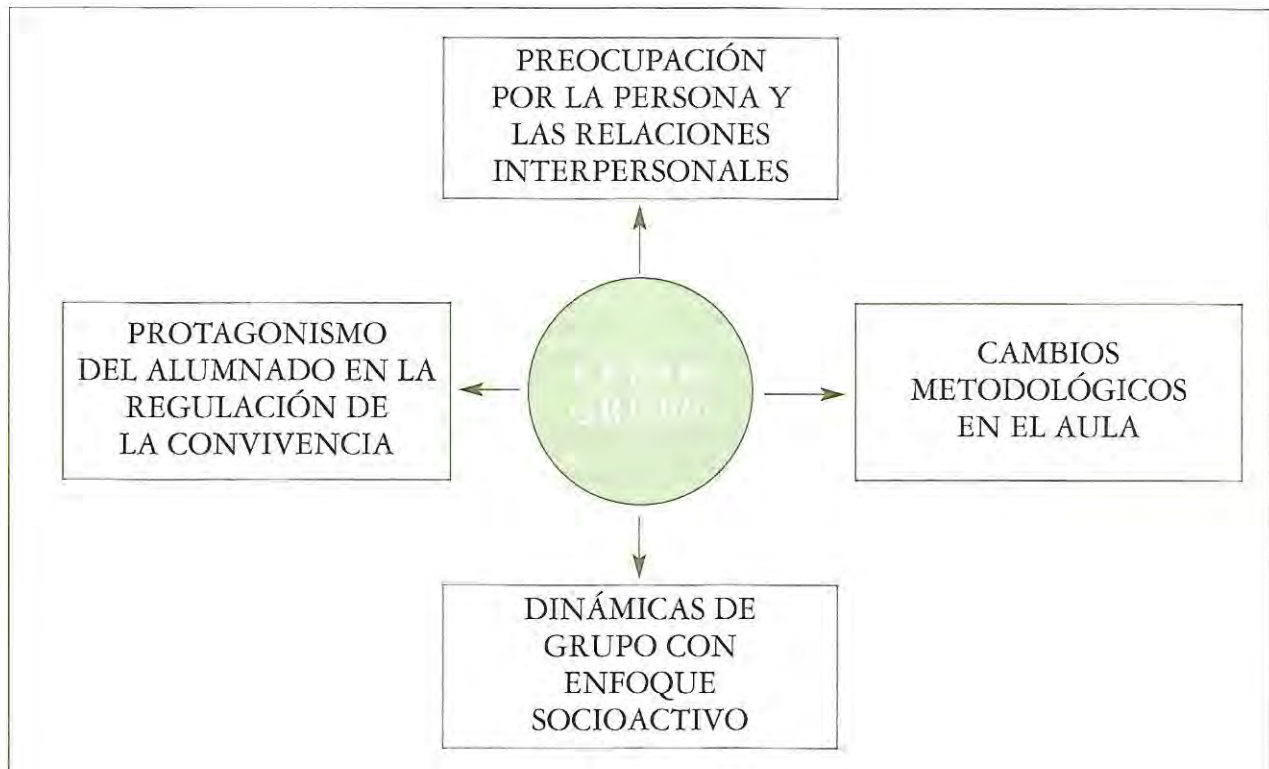 PREOCUPACIÓN
POR LA PERSONA Y
LAS RELACIONES
INTERPERSONALES
PROTAGONISMO
DEL ALUMNADO EN LA
REGULACIÓN DE
LA CONVIVENCIA
CAMBIOS
METODOLÓGICOS
EN EL AULA
DINÁMICAS DE
GRUPO CON
ENFOQUE
SOCIOACTIVO